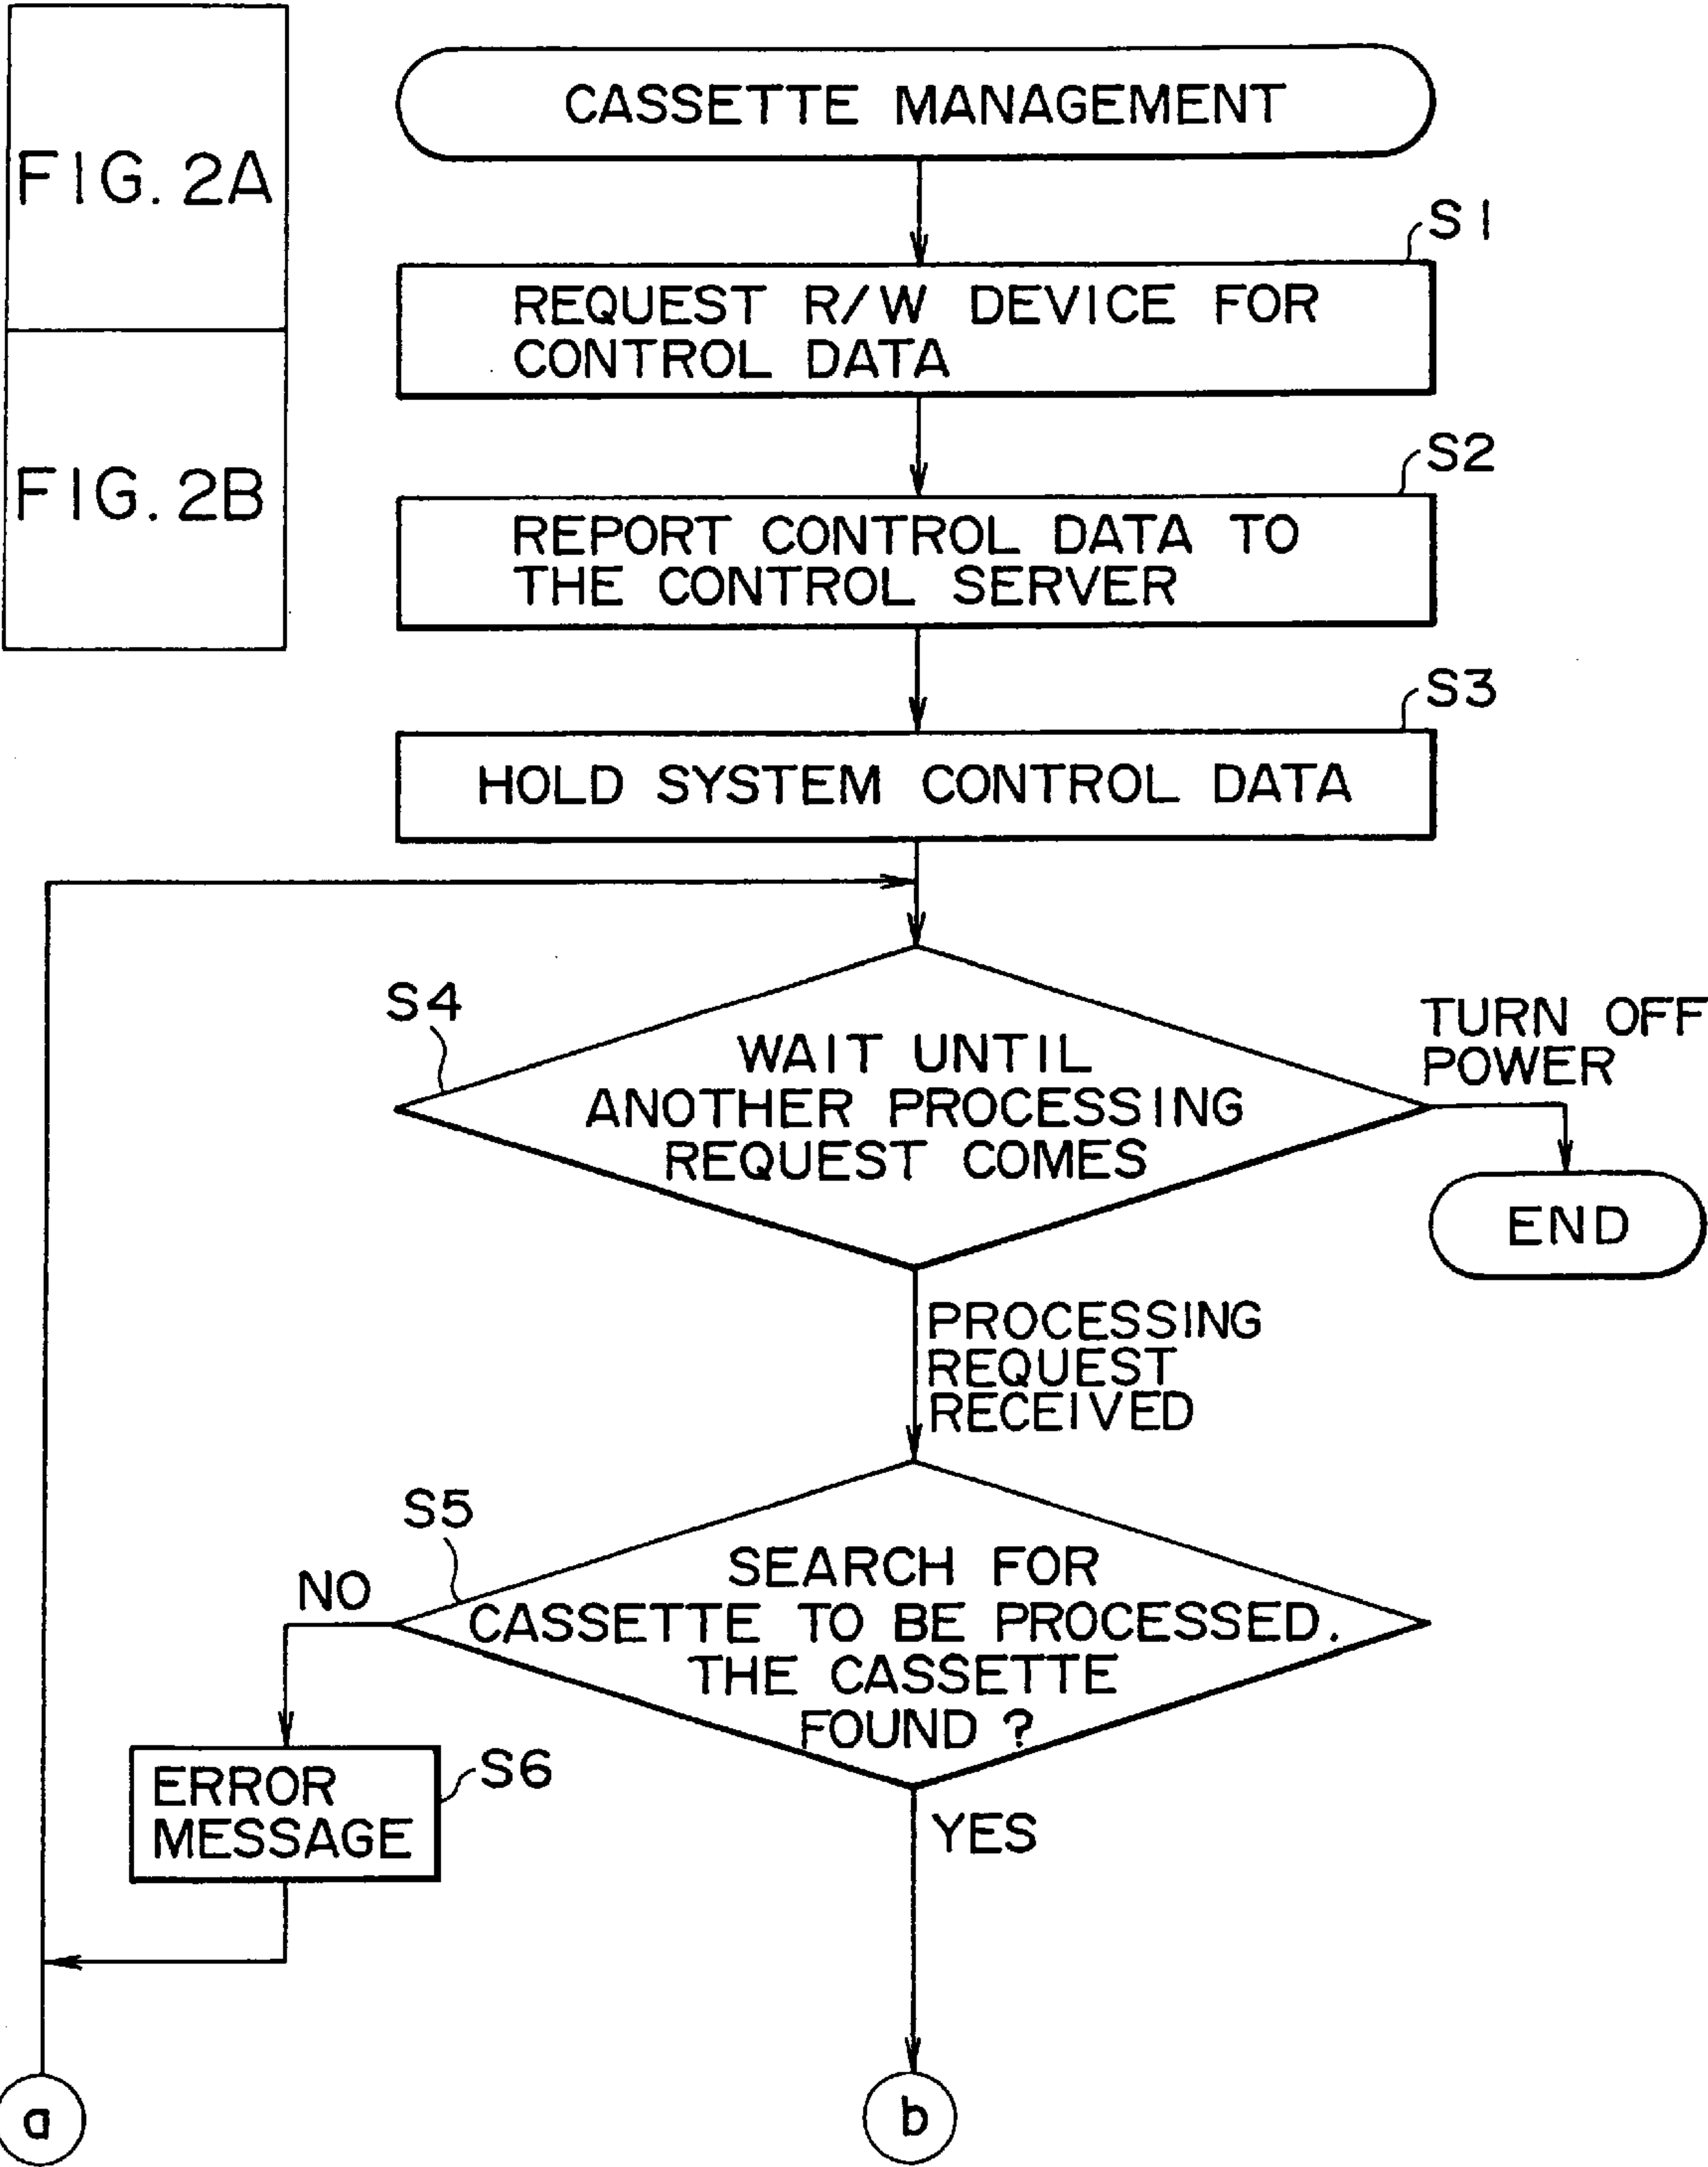 FIG. 2A
FIG. 2B
CASSETTE MANAGEMENT
S1
REQUEST R/W DEVICE FOR
CONTROL DATA
S2
REPORT CONTROL DATA TO
THE CONTROL SERVER
S3
HOLD SYSTEM CONTROL DATA
S4
WAIT UNTIL
ANOTHER PROCESSING
REQUEST COMES
TURN OFF
POWER
END
PROCESSING
REQUEST
RECEIVED
S5
SEARCH FOR
CASSETTE TO BE PROCESSED.
THE CASSETTE
FOUND ?
NO
S6
ERROR
MESSAGE
YES
a
b